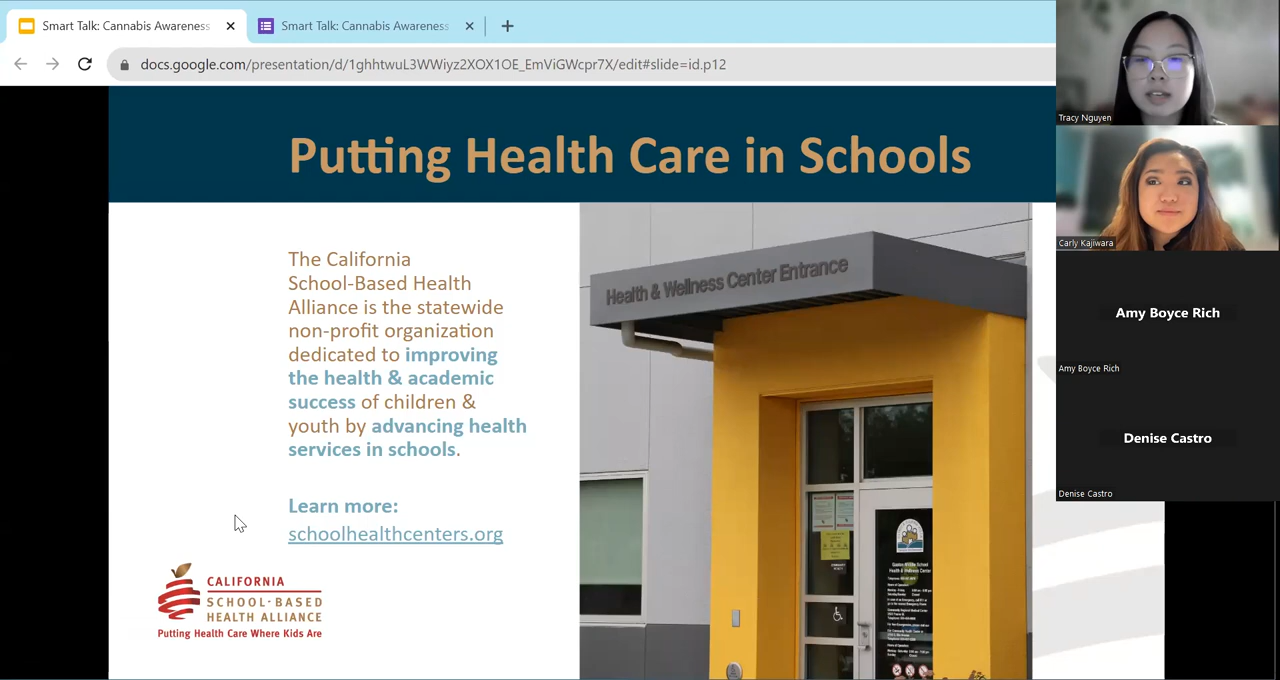 Smart Talk: Cannabis Awareness
Smart Talk: Cannabis Awareness
docs.google.com/presentation/d/1ghhtwuL3WWiyz2XOX1OE_EmViGWcpr7X/edit#slide=id.p12
Putting Health Care in Schools
The California
School-Based Health
Alliance is the statewide
non-profit organization
dedicated to improving
the health & academic
success of children &
youth by advancing health
services in schools.
Learn more:
schoolhealthcenters.org
CALIFORNIA
SCHOOL-BASED
HEALTH ALLIANCE
Putting Health Care Where Kids Are
Health & Wellness Center Entrance
Health & Wellness Center
Tracy Nguyen
Carly Kajiwara
Amy Boyce Rich
Amy Boyce Rich
Denise Castro
Denise Castro